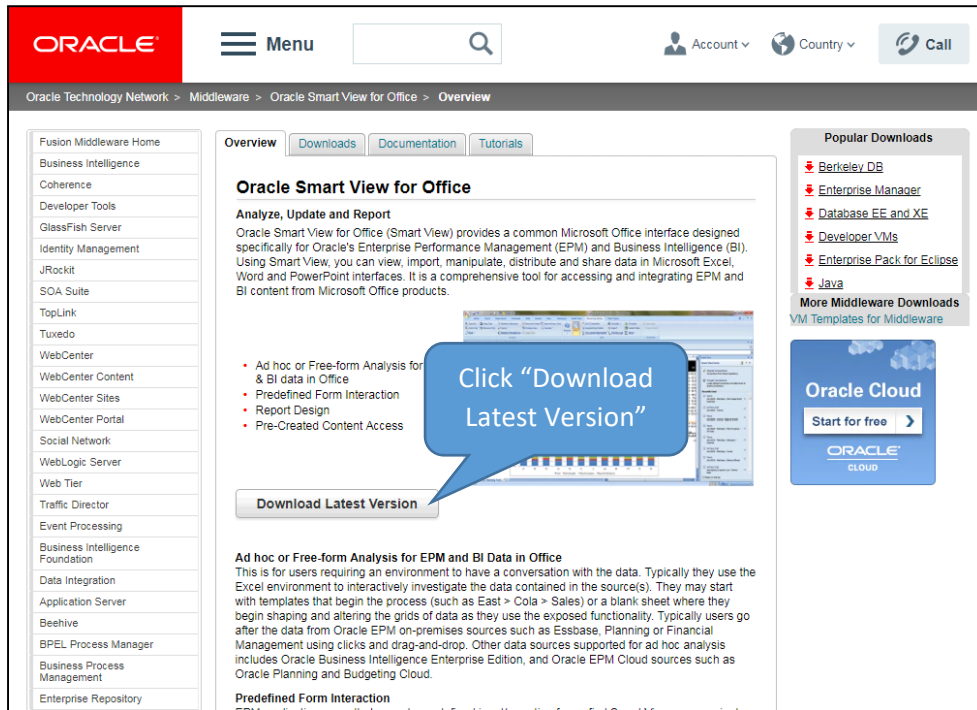 ORACLE®
Menu
Account
Country
Call
Oracle Technology Network > Middleware > Oracle Smart View for Office > Overview
Fusion Middleware Home
Business Intelligence
Coherence
Developer Tools
GlassFish Server
Identity Management
JRockit
SOA Suite
TopLink
Tuxedo
WebCenter
WebCenter Content
WebCenter Sites
WebCenter Portal
Social Network
WebLogic Server
Web Tier
Traffic Director
Event Processing
Business Intelligence
Foundation
Data Integration
Application Server
Beehive
BPEL Process Manager
Business Process
Management
Enterprise Repository
Overview
Downloads
Documentation
Tutorials
Oracle Smart View for Office
Analyze, Update and Report
Oracle Smart View for Office (Smart View) provides a common Microsoft Office interface designed
specifically for Oracle's Enterprise Performance Management (EPM) and Business Intelligence (BI).
Using Smart View, you can view, import, manipulate, distribute and share data in Microsoft Excel,
Word and PowerPoint interfaces. It is a comprehensive tool for accessing and integrating EPM and
BI content from Microsoft Office products.
• Ad hoc or Free-form Analysis for
& BI data in Office
• Predefined Form Interaction
• Report Design
• Pre-Created Content Access
Click “Download
Latest Version”
Download Latest Version
Ad hoc or Free-form Analysis for EPM and BI Data in Office
This is for users requiring an environment to have a conversation with the data. Typically they use the
Excel environment to interactively investigate the data contained in the source(s). They may start
with templates that begin the process (such as East > Cola > Sales) or a blank sheet where they
begin shaping and altering the grids of data as they use the exposed functionality. Typically users go
after the data from Oracle EPM on-premises sources such as Essbase, Planning or Financial
Management using clicks and drag-and-drop. Other data sources supported for ad hoc analysis
includes Oracle Business Intelligence Enterprise Edition, and Oracle EPM Cloud sources such as
Oracle Planning and Budgeting Cloud.
Predefined Form Interaction
Popular Downloads
Berkeley DB
Enterprise Manager
Database EE and XE
Developer VMs
Enterprise Pack for Eclipse
Java
More Middleware Downloads
VM Templates for Middleware
Oracle Cloud
Start for free
ORACLE®
CLOUD